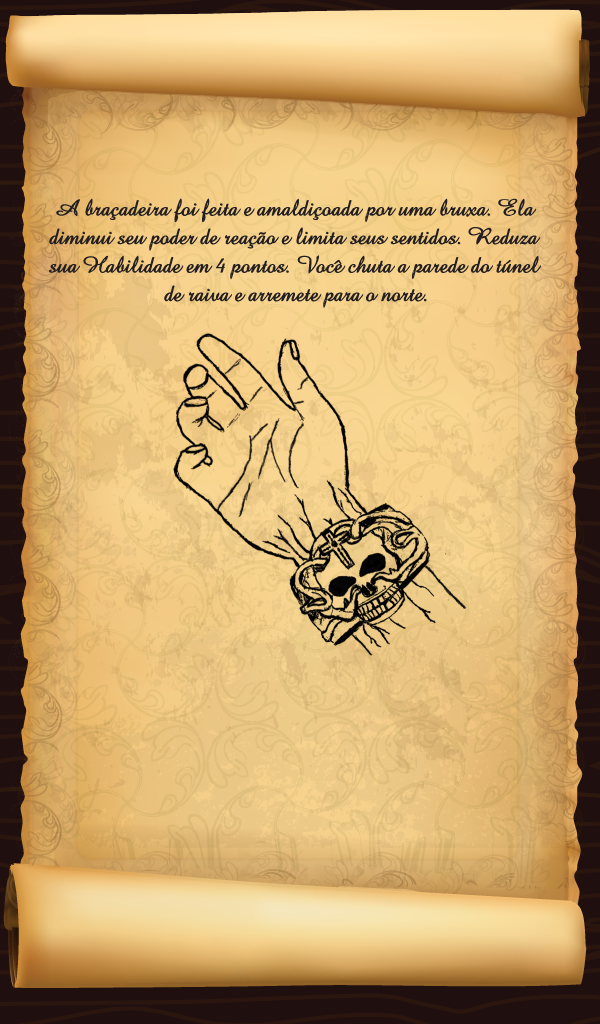 A braçadeira foi feita e amaldiçoada por uma bruxa. Ela
diminui seu poder de reação e limita seus sentidos. Reduza
sua Habilidade em 4 pontos. Você chuta a parede do túnel
de raiva e arremete para o norte.